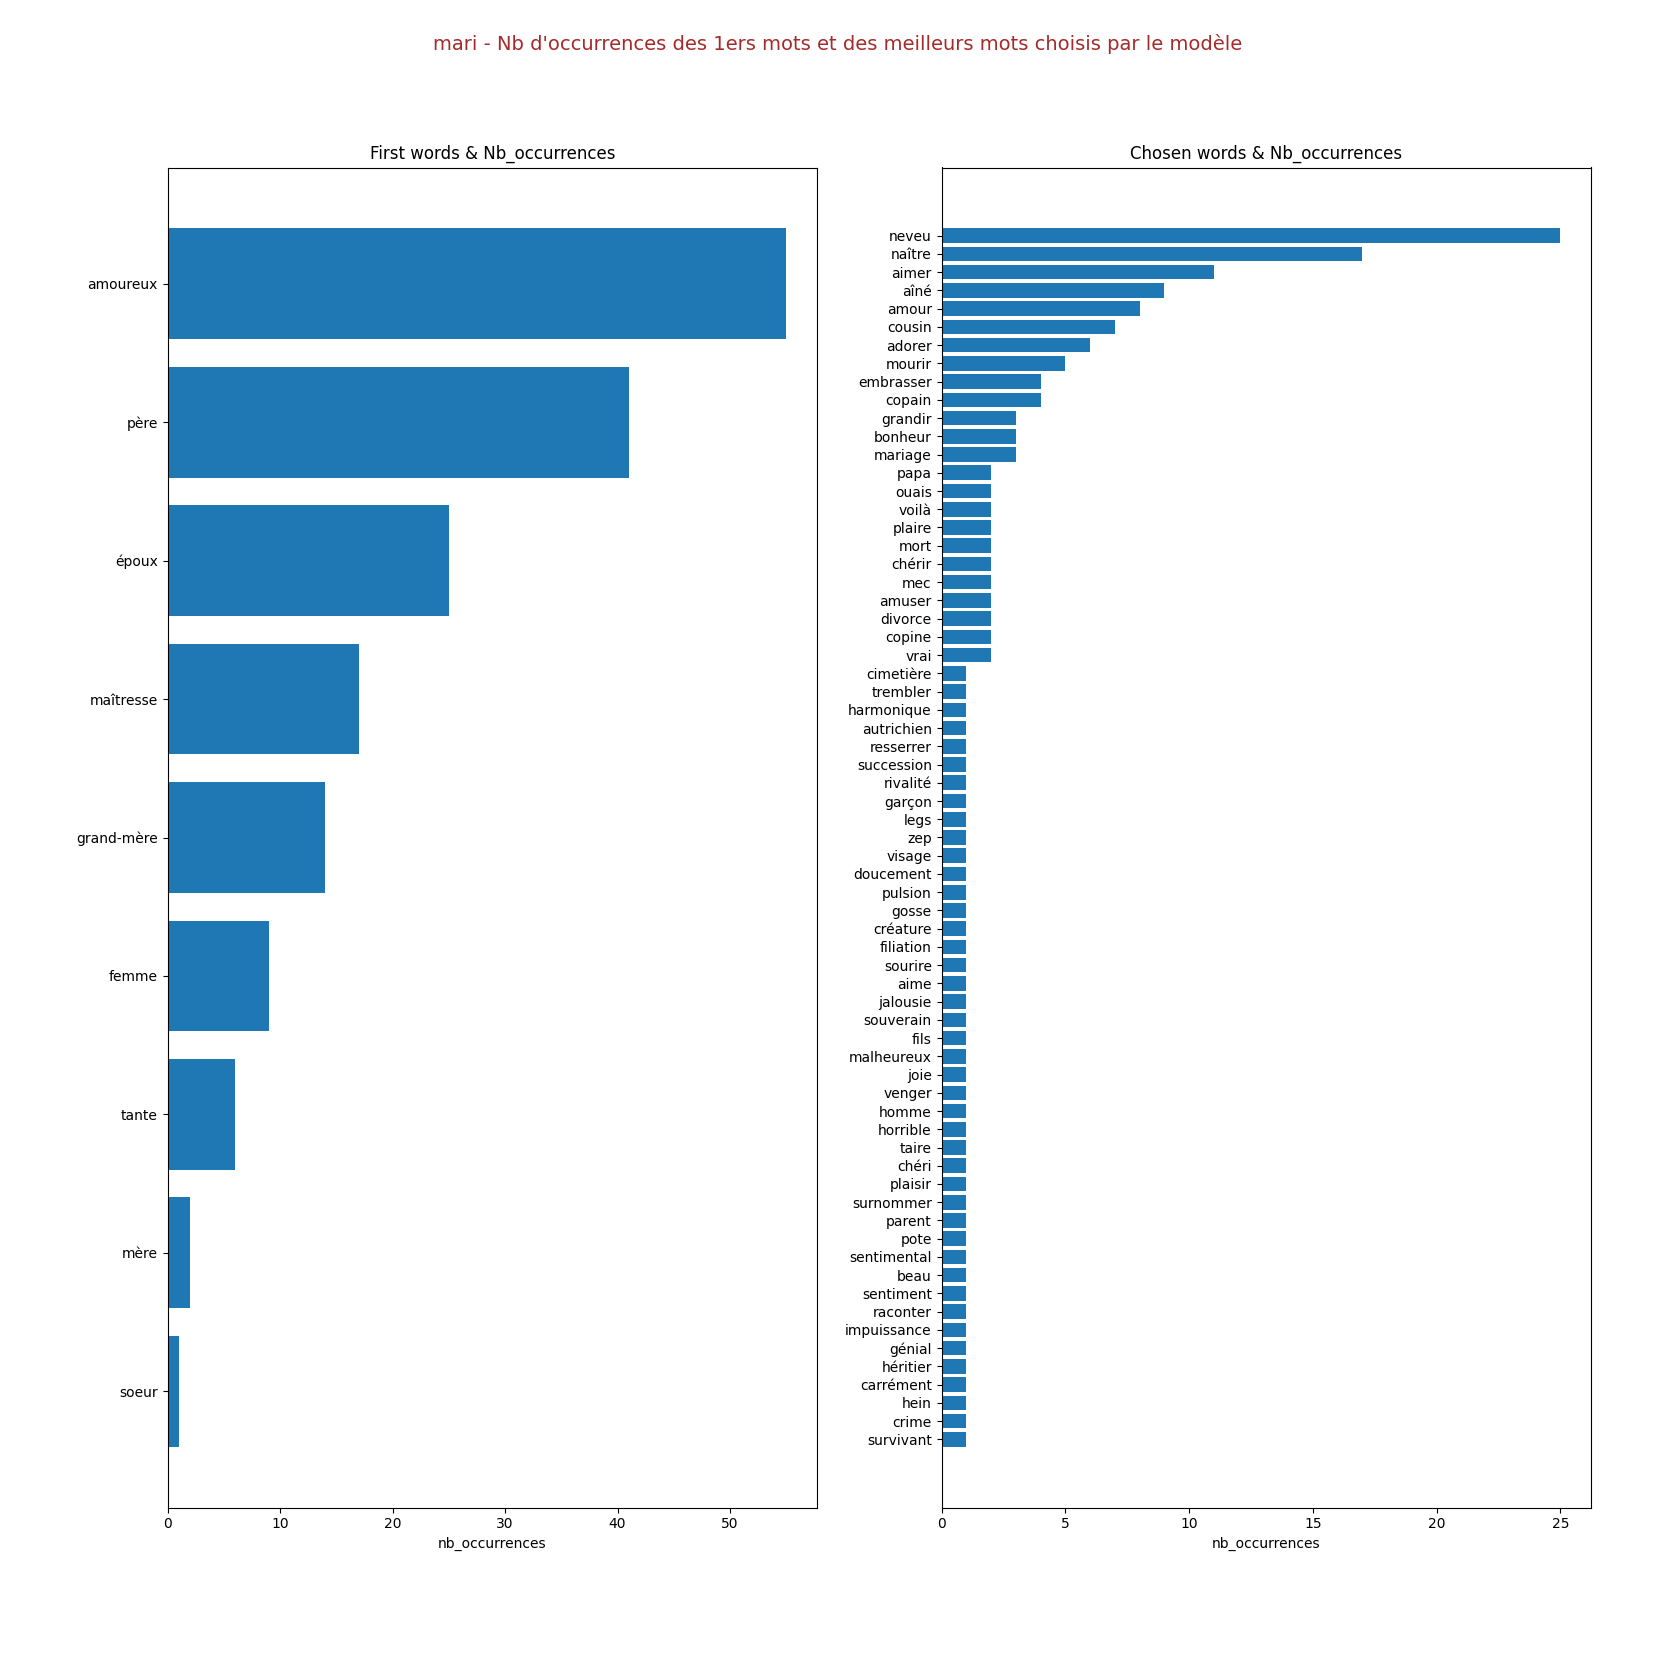 mari - Nb d'occurrences des 1ers mots et des meilleurs mots choisis par le modèle
First words & Nb_occurrences
amoureux
père
époux
maîtresse
grand-mère
femme
tante
mère
soeur
0 10 20 30 40 50
nb_occurrences
Chosen words & Nb_occurrences
neveu
naître
aimer
aîné
amour
cousin
adorer
mourir
embrasser
copain
grandir
bonheur
mariage
papa
ouais
voilà
plaire
mort
chérir
mec
amuser
divorce
copine
vrai
cimetière
trembler
harmonique
autrichien
resserrer
succession
rivalité
garçon
legs
zep
visage
doucement
pulsion
gosse
créature
filiation
sourire
aime
jalousie
souverain
fils
malheureux
joie
venger
homme
horrible
taire
chéri
plaisir
surnommer
parent
pote
sentimental
beau
sentiment
raconter
impuissance
génial
héritier
carrément
hein
crime
survivant
0 5 10 15 20 25
nb_occurrences